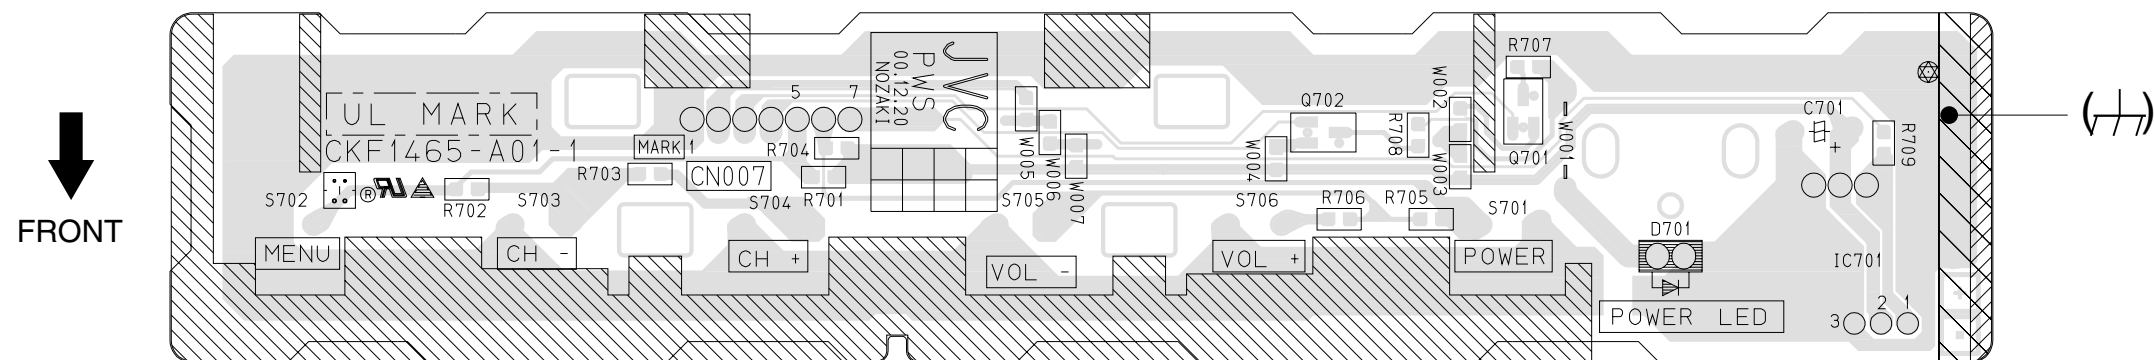 R707
JVC
PWS
00.12.20
NOZAKI
5 7
W002
Q702
C701
UL MARK
CKF1465-A01-1
MARK 1
R704
R708
W001
R709
FRONT
S702
® RU
R702
S703
R703
CN007
S704
R701
W005
W006
W007
S705
W004
S706
R706
R705
W003
Q701
S701
D701
MENU
CH -
CH +
VOL -
VOL +
POWER
IC701
POWER LED
3 2 1